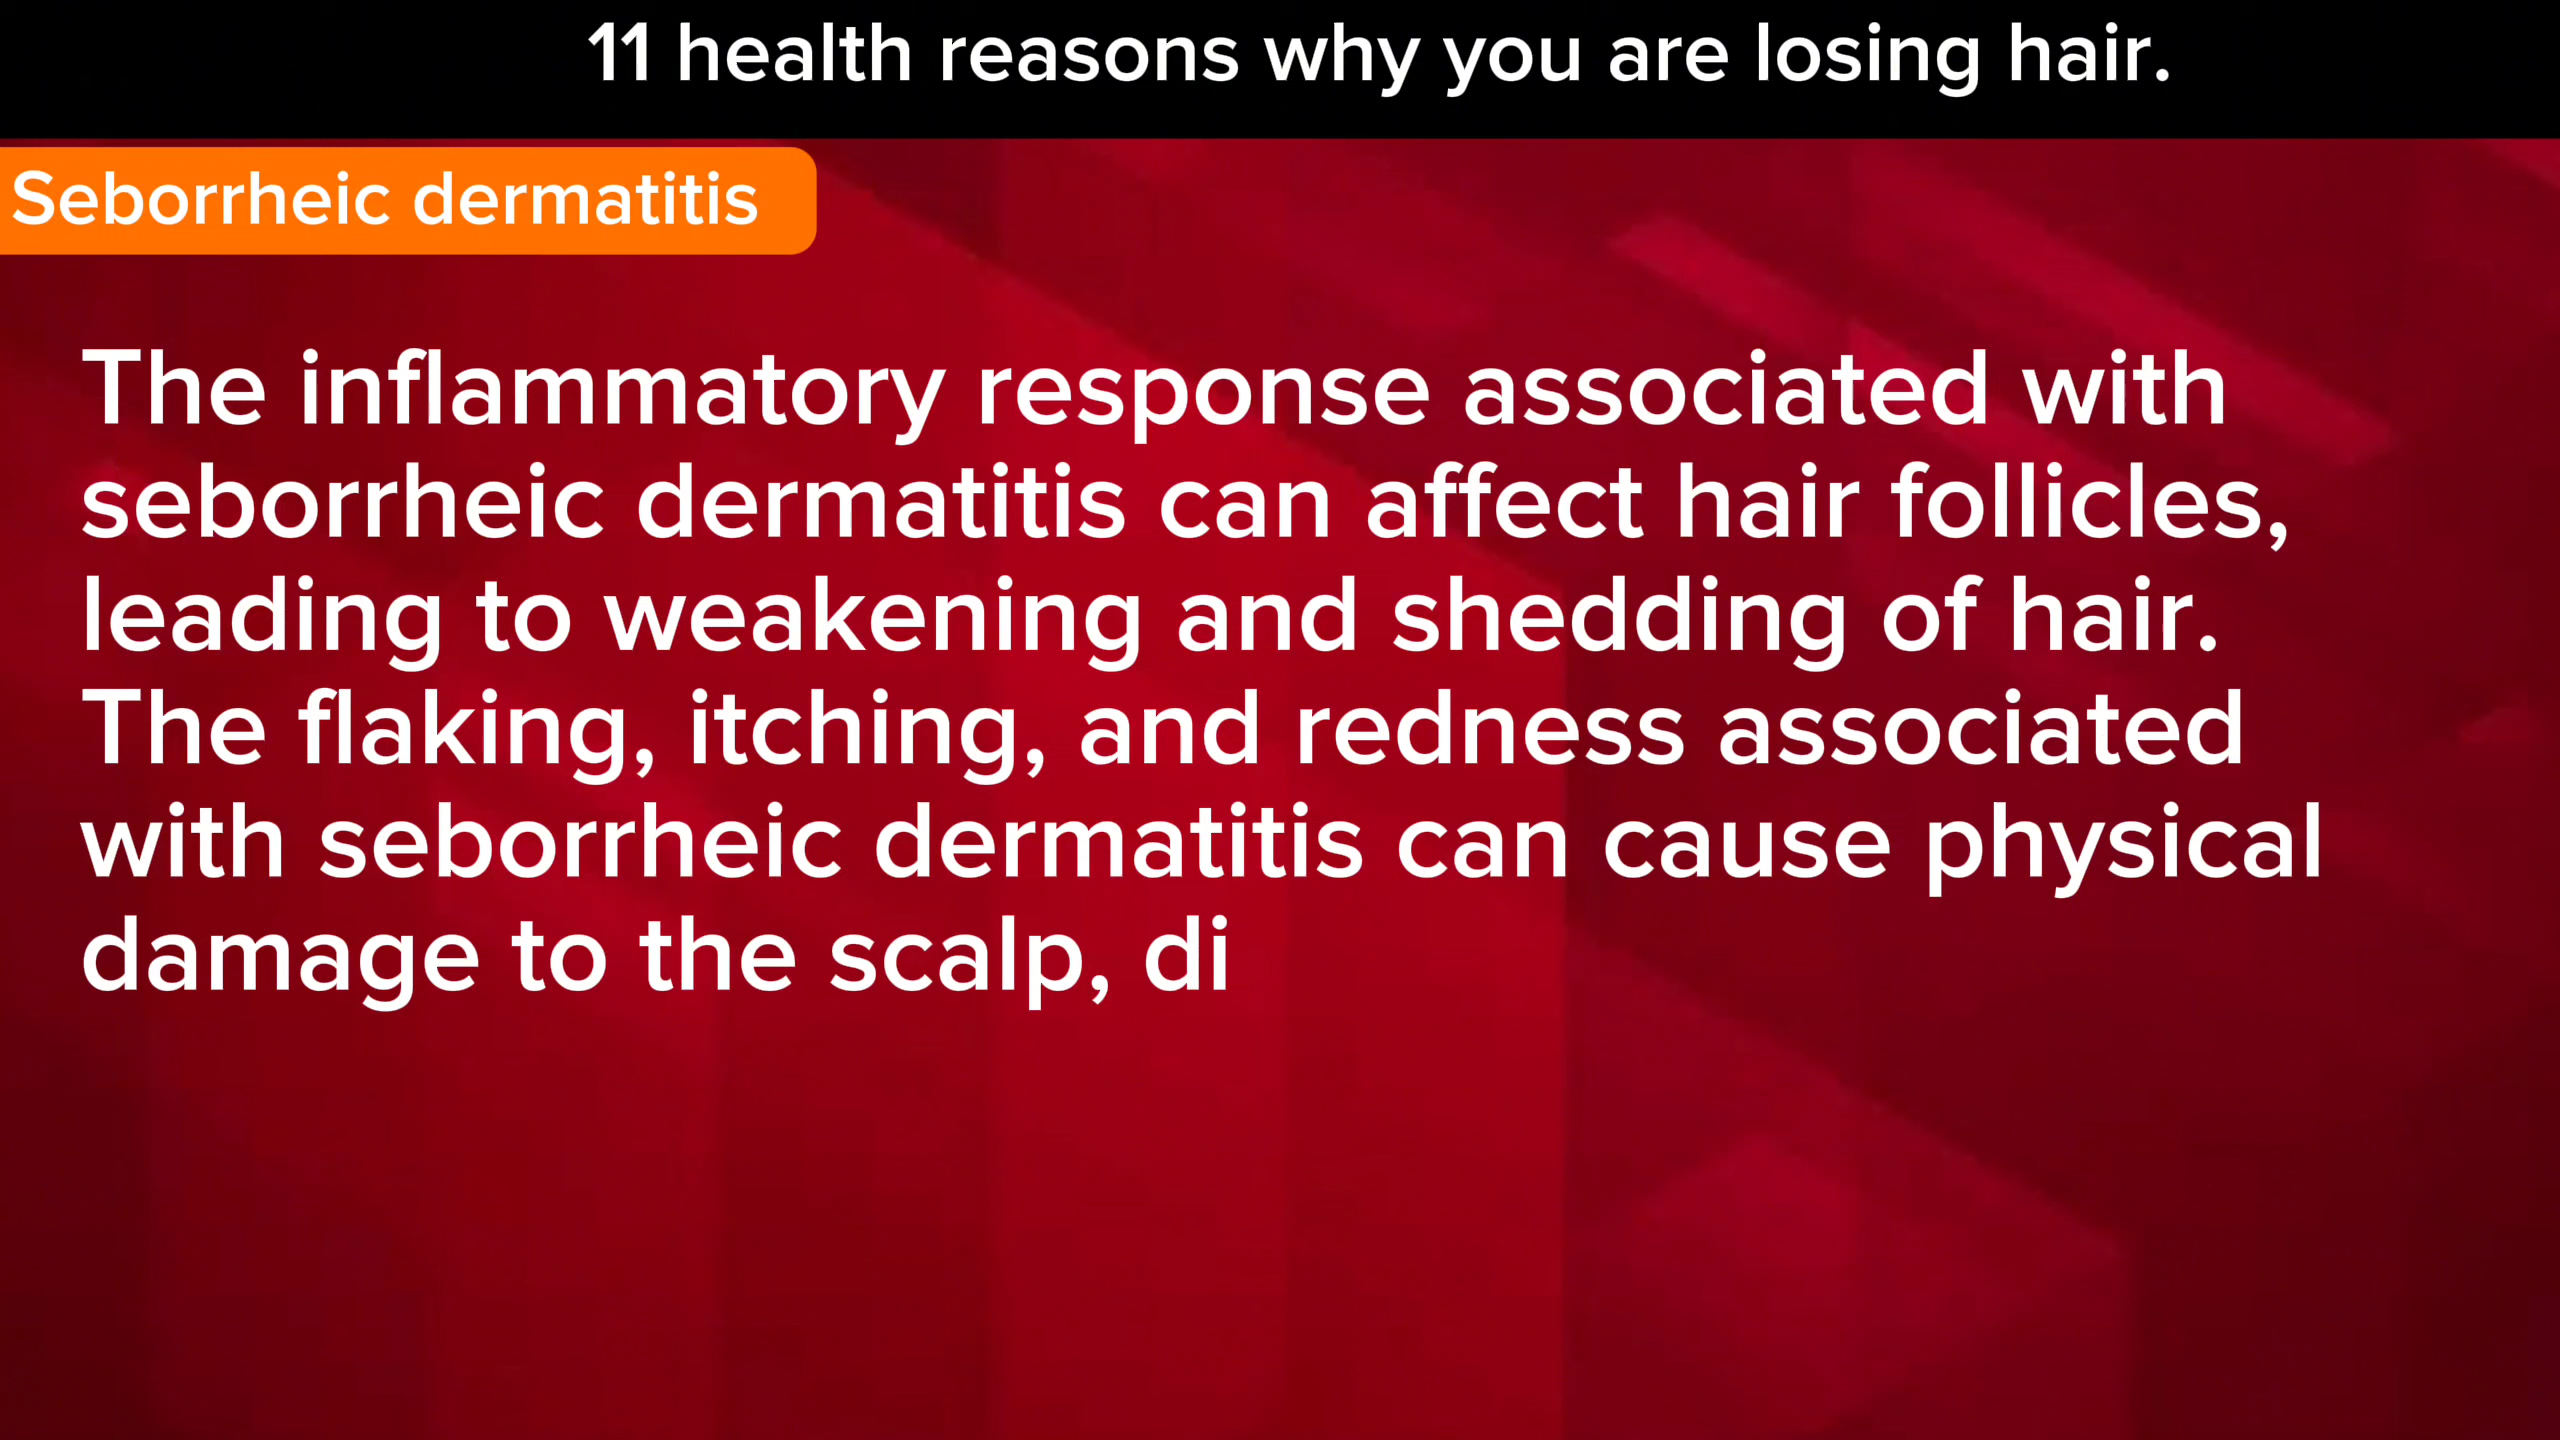 11 health reasons why you are losing hair.
Seborrheic dermatitis
The inflammatory response associated with
seborrheic dermatitis can affect hair follicles,
leading to weakening and shedding of hair.
The flaking, itching, and redness associated
with seborrheic dermatitis can cause physical
damage to the scalp, di